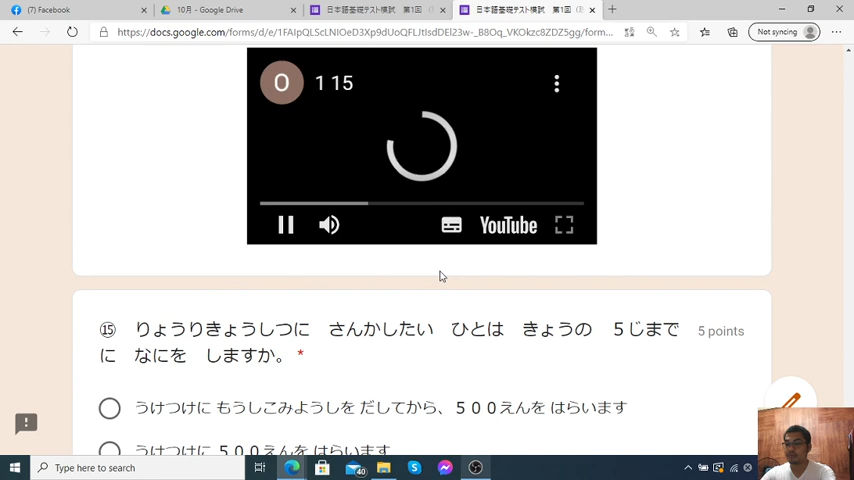 (7) Facebook
10月 - Google Drive
日本語基礎テスト模試 第1回
日本語基礎テスト模試 第1回
Not syncing
https://docs.google.com/forms/d/e/1FAIpQLScLNIOeD3Xp9dUoQFLJtIsdDEl23w-_B8Oq_VKOkzc8ZDZ5gg/form...
O 1 15
YouTube
⑮ りょうりきょうしつに さんかしたい ひとは きょうの 5じまで
5 points
に なにを しますか。 *
うけつけに もうしこみようしを だしてから、500えんを はらいます
うけつけに 500えんを はらいます
Type here to search
40